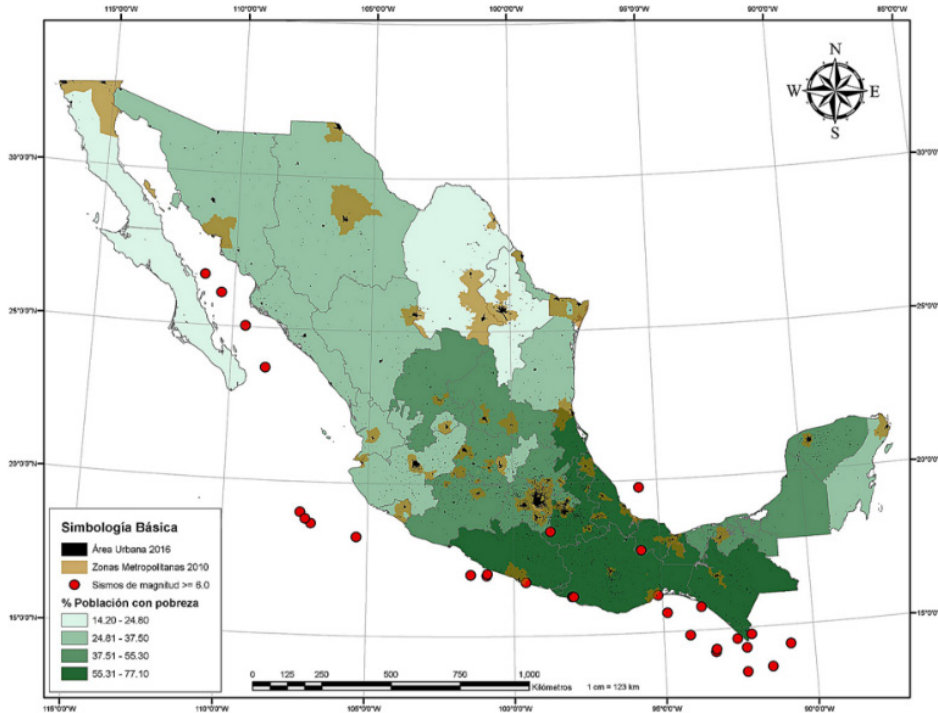 115°0'0"W 110°0'0"W 105°0'0"W 100°0'0"W 95°0'0"W 90°0'0"W 85°0'0"W
N
W E
S
30°0'0"N 30°0'0"N
25°0'0"N 25°0'0"N
20°0'0"N 20°0'0"N
Simbología Básica
Área Urbana 2016
Zonas Metropolitanas 2010
Sismos de magnitud >= 6.0
% Población con pobreza
14.20 - 24.80
24.81 - 37.50
37.51 - 55.30
55.31 - 77.10
15°0'0"N 15°0'0"N
0 125 250 500 750 1,000
Kilómetros 1 cm = 123 km
115°0'0"W 110°0'0"W 105°0'0"W 100°0'0"W 95°0'0"W 90°0'0"W